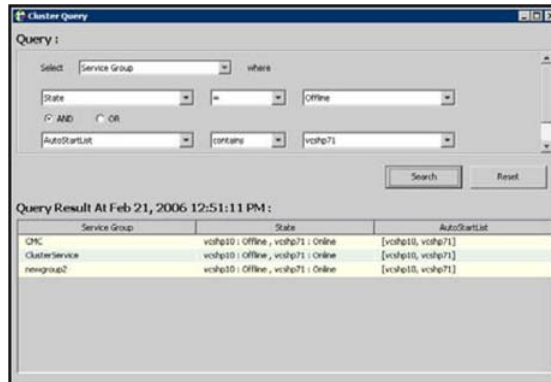 Cluster Query
Query :
Select Service Group where
State = Offline
AND OR
AutoStartList contains vcshp71
Search Reset
Query Result At Feb 21, 2006 12:51:11 PM :
Service Group State AutoStartList
CMC vcshp10 : Offline , vcshp71 : Online [vcshp10, vcshp71]
ClusterService vcshp10 : Offline , vcshp71 : Online [vcshp10, vcshp71]
newgroup2 vcshp10 : Offline , vcshp71 : Online [vcshp10, vcshp71]